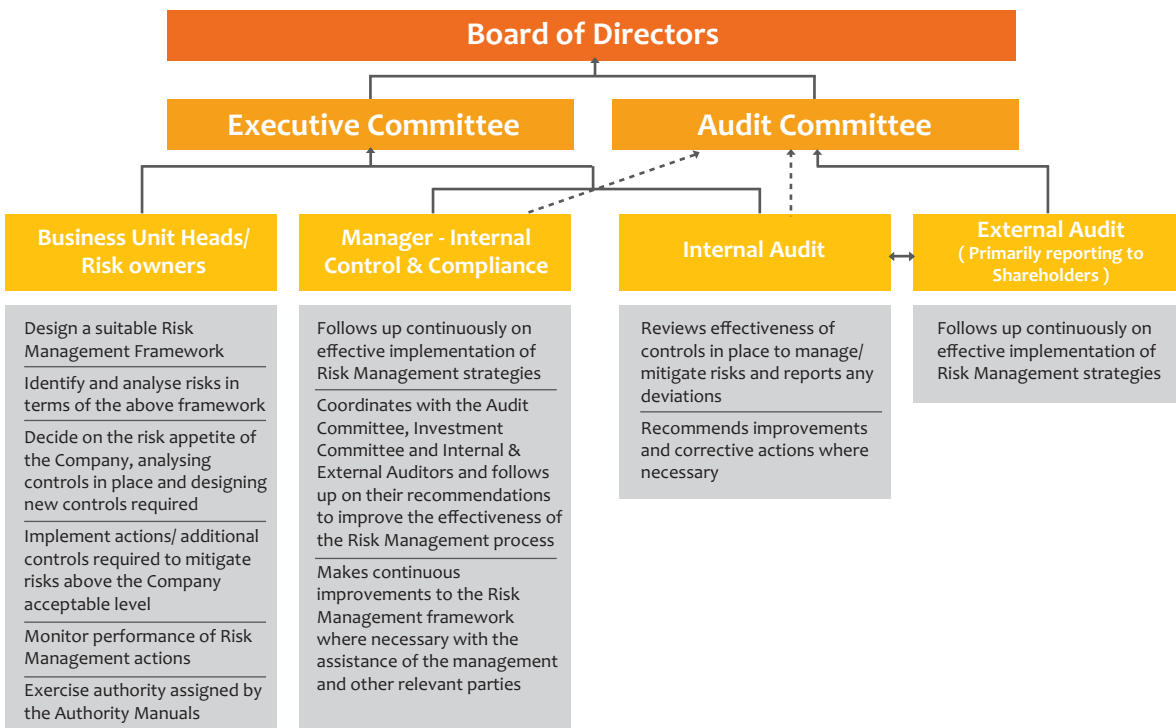 Board of Directors
Executive Committee
Audit Committee
Business Unit Heads/
Risk owners
Manager - Internal
Control & Compliance
Internal Audit
External Audit
( Primarily reporting to
Shareholders )
Design a suitable Risk
Management Framework
Identify and analyse risks in
terms of the above framework
Decide on the risk appetite of
the Company, analysing
controls in place and designing
new controls required
Implement actions/ additional
controls required to mitigate
risks above the Company
acceptable level
Monitor performance of Risk
Management actions
Exercise authority assigned by
the Authority Manuals
Follows up continuously on
effective implementation of
Risk Management strategies
Coordinates with the Audit
Committee, Investment
Committee and Internal &
External Auditors and follows
up on their recommendations
to improve the effectiveness of
the Risk Management process
Makes continuous
improvements to the Risk
Management framework
where necessary with the
assistance of the management
and other relevant parties
Reviews effectiveness of
controls in place to manage/
mitigate risks and reports any
deviations
Recommends improvements
and corrective actions where
necessary
Follows up continuously on
effective implementation of
Risk Management strategies